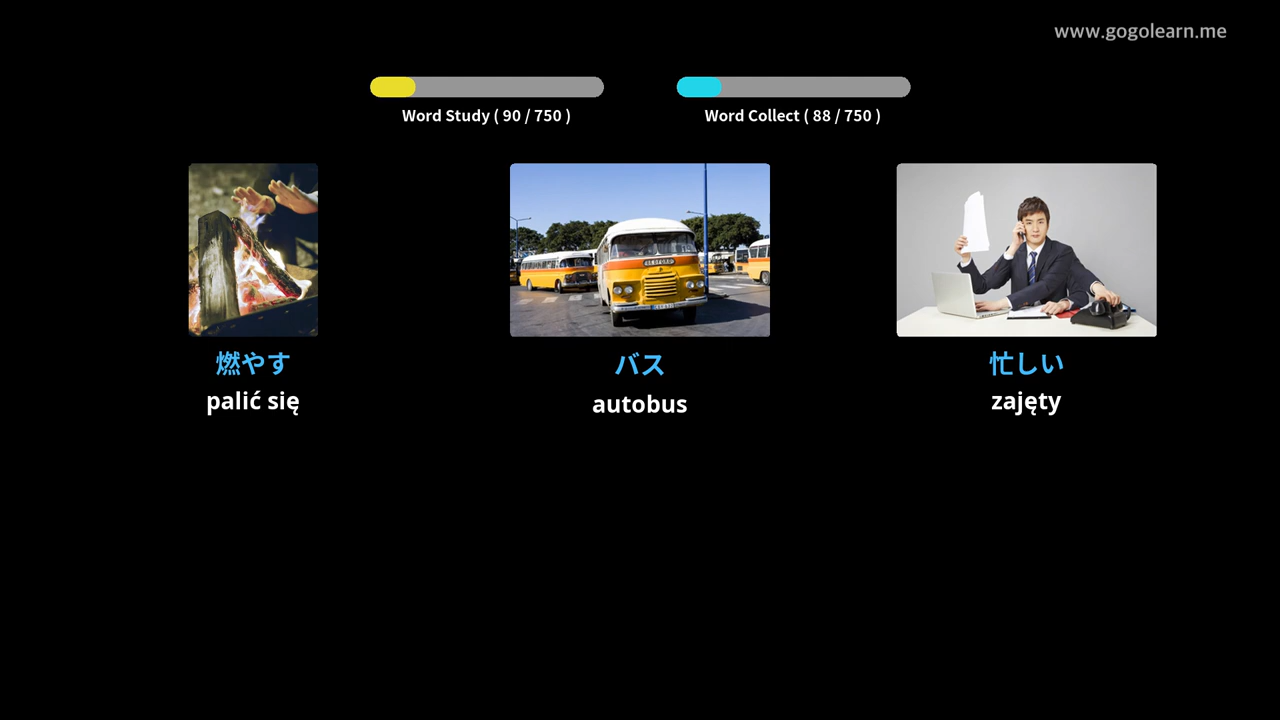 www.gogolearn.me
Word Study ( 90 / 750 )
Word Collect ( 88 / 750 )
BEDFORD
燃やす
バス
忙しい
palić się
autobus
zajęty